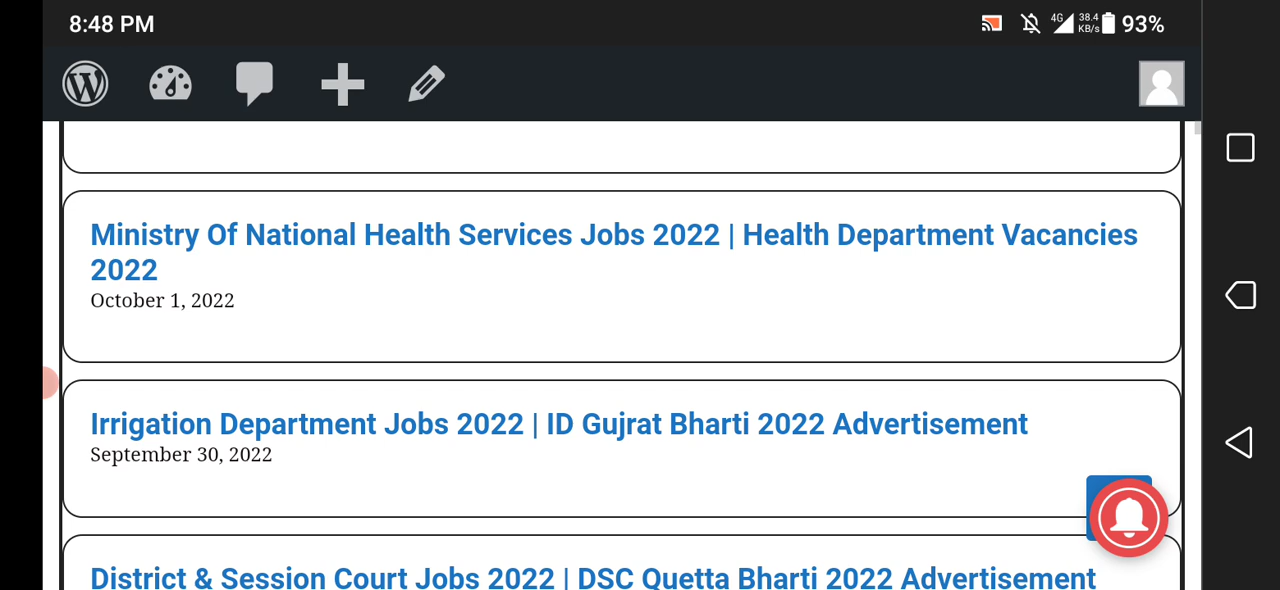 8:48 PM
4G 38.4 KB/s 93%
Ministry Of National Health Services Jobs 2022 | Health Department Vacancies
2022
October 1, 2022
Irrigation Department Jobs 2022 | ID Gujrat Bharti 2022 Advertisement
September 30, 2022
District & Session Court Jobs 2022 | DSC Quetta Bharti 2022 Advertisement